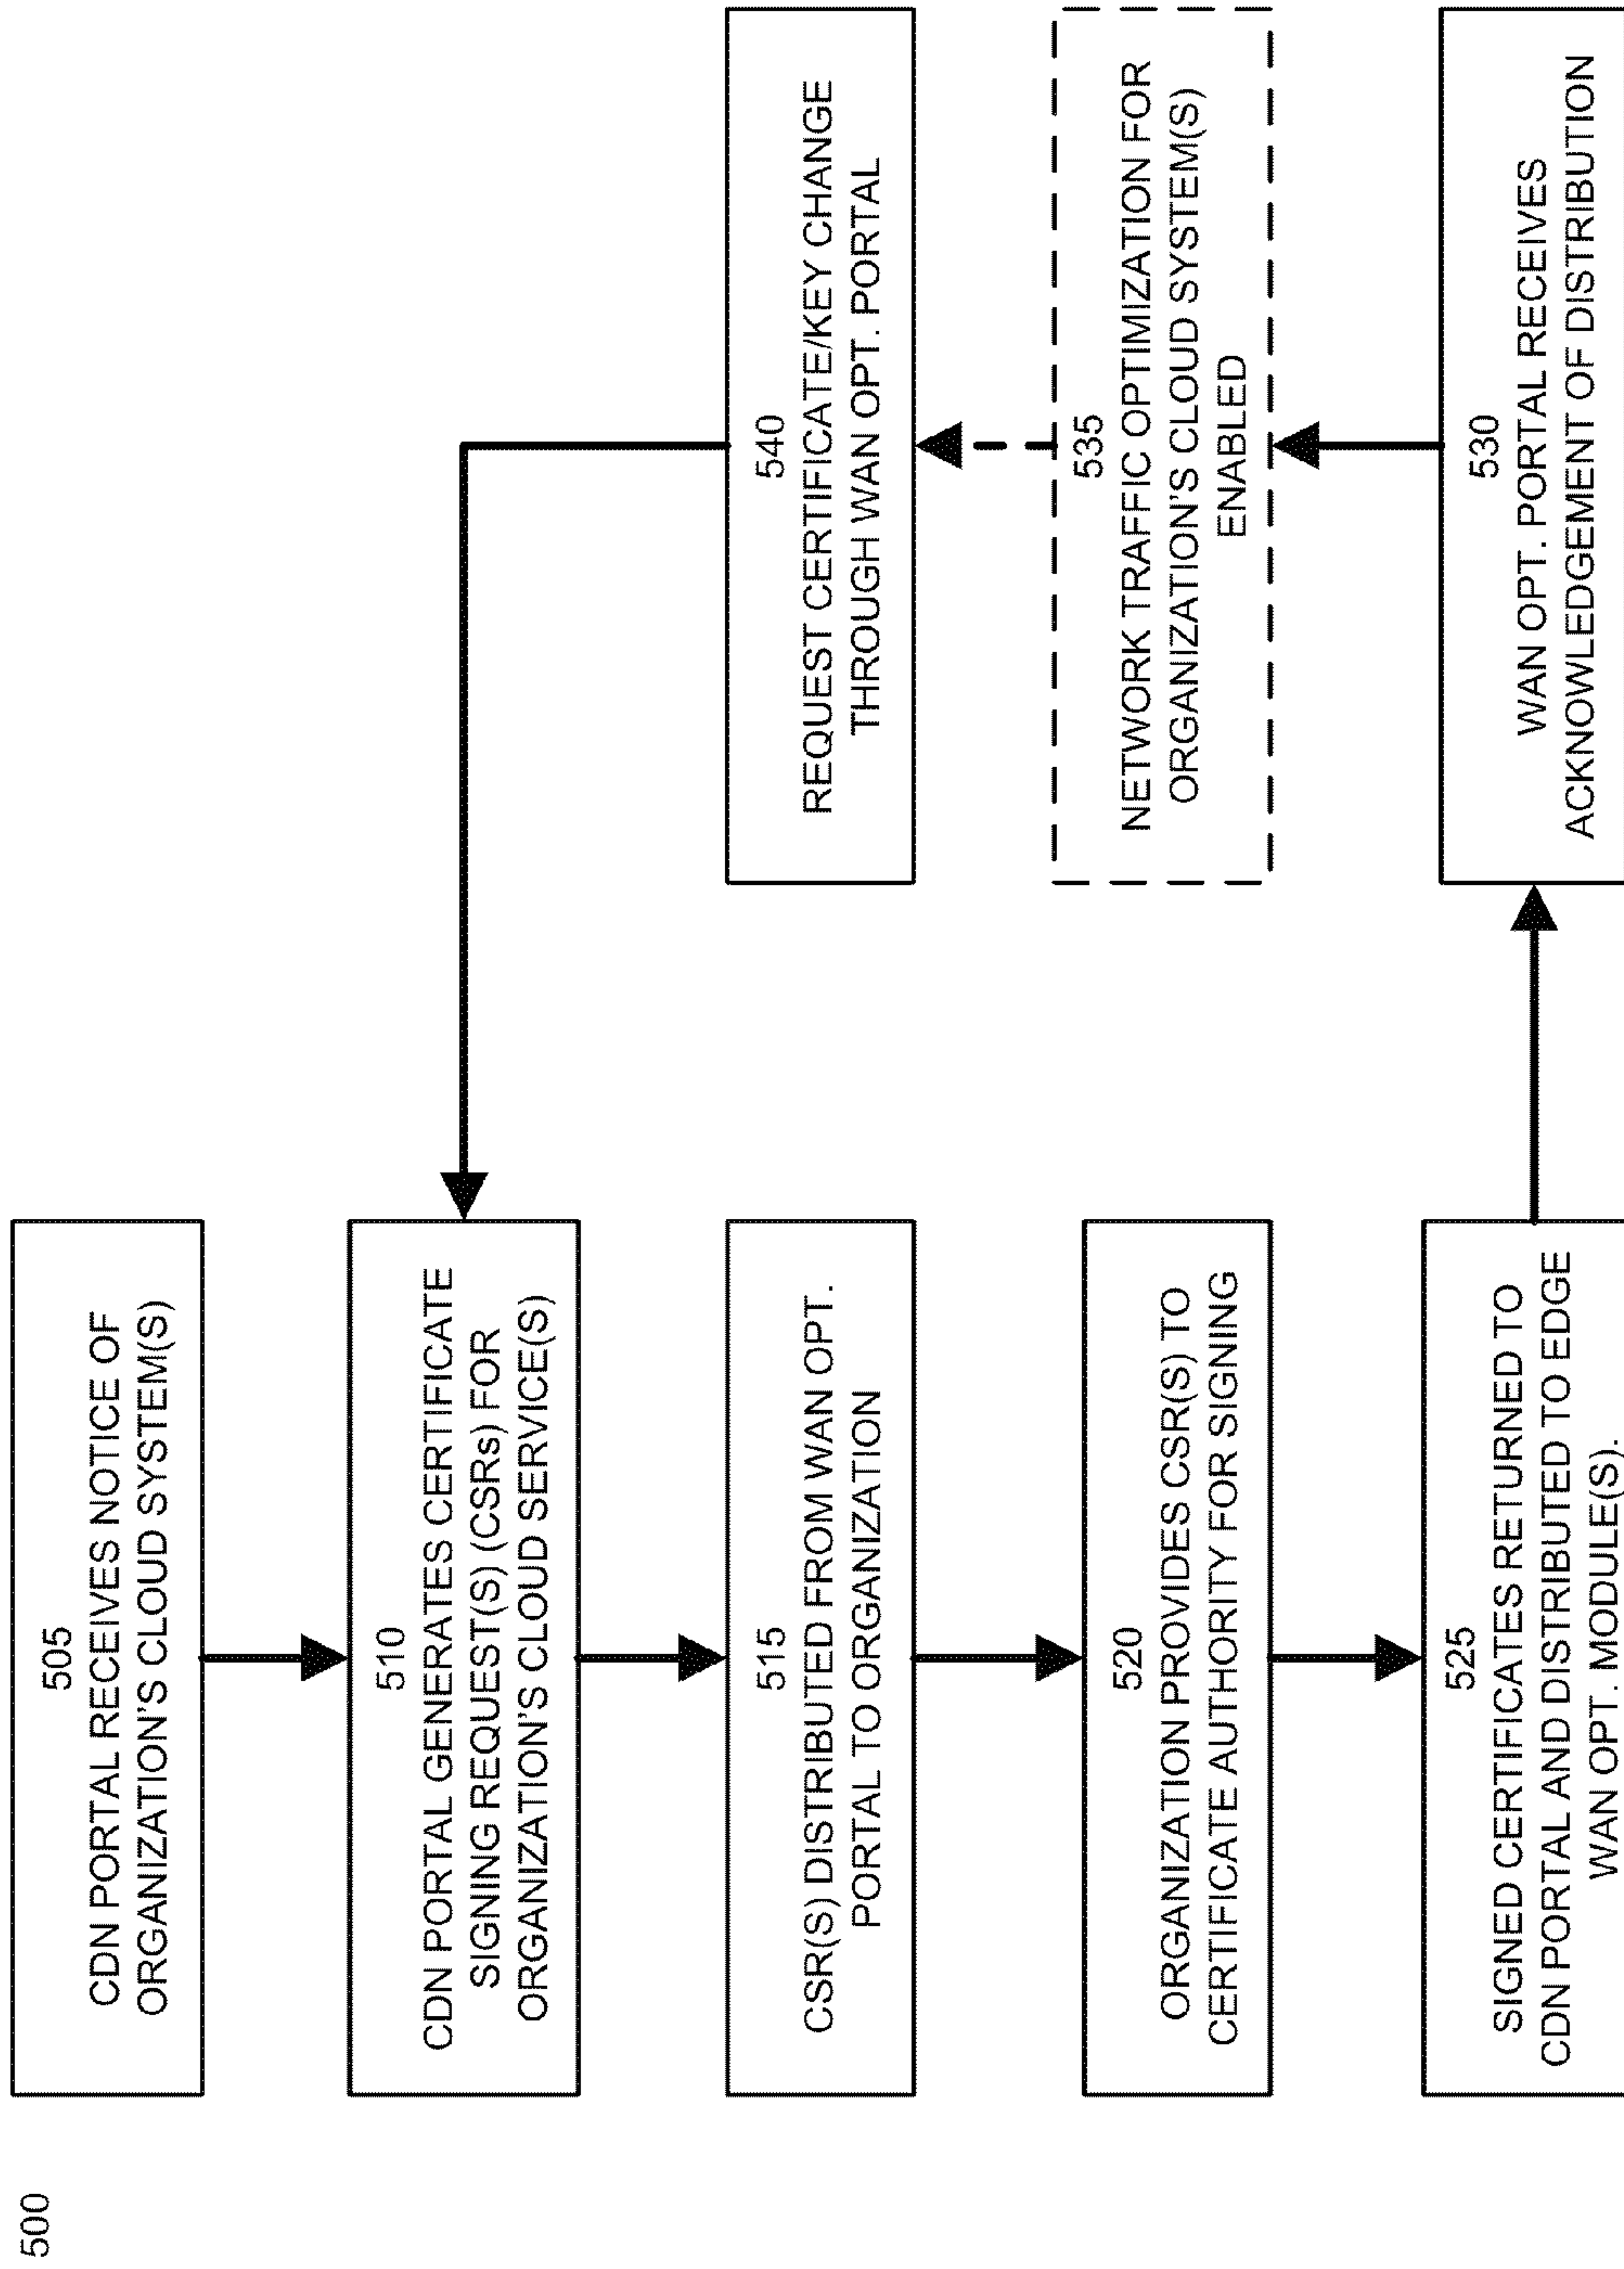 500
505
CDN PORTAL RECEIVES NOTICE OF
ORGANIZATION'S CLOUD SYSTEM(S)
510
CDN PORTAL GENERATES CERTIFICATE
SIGNING REQUEST(S) (CSRs) FOR
ORGANIZATION'S CLOUD SERVICE(S)
515
CSR(S) DISTRIBUTED FROM WAN OPT.
PORTAL TO ORGANIZATION
520
ORGANIZATION PROVIDES CSR(S) TO
CERTIFICATE AUTHORITY FOR SIGNING
525
SIGNED CERTIFICATES RETURNED TO
CDN PORTAL AND DISTRIBUTED TO EDGE
WAN OPT. MODULE(S).
530
WAN OPT. PORTAL RECEIVES
ACKNOWLEDGEMENT OF DISTRIBUTION
535
NETWORK TRAFFIC OPTIMIZATION FOR
ORGANIZATION'S CLOUD SYSTEM(S)
ENABLED
540
REQUEST CERTIFICATE/KEY CHANGE
THROUGH WAN OPT. PORTAL